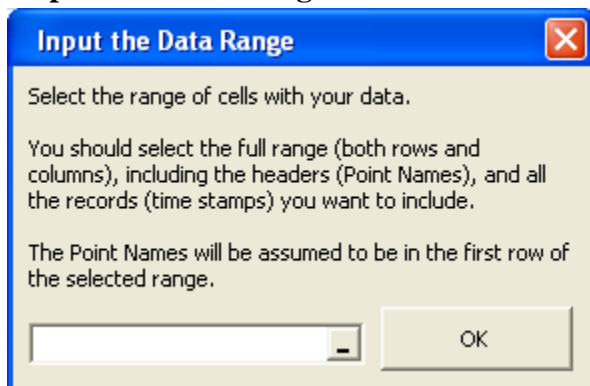 Input the Data Range
Select the range of cells with your data.
You should select the full range (both rows and
columns), including the headers (Point Names), and all
the records (time stamps) you want to include.
The Point Names will be assumed to be in the first row of
the selected range.
OK